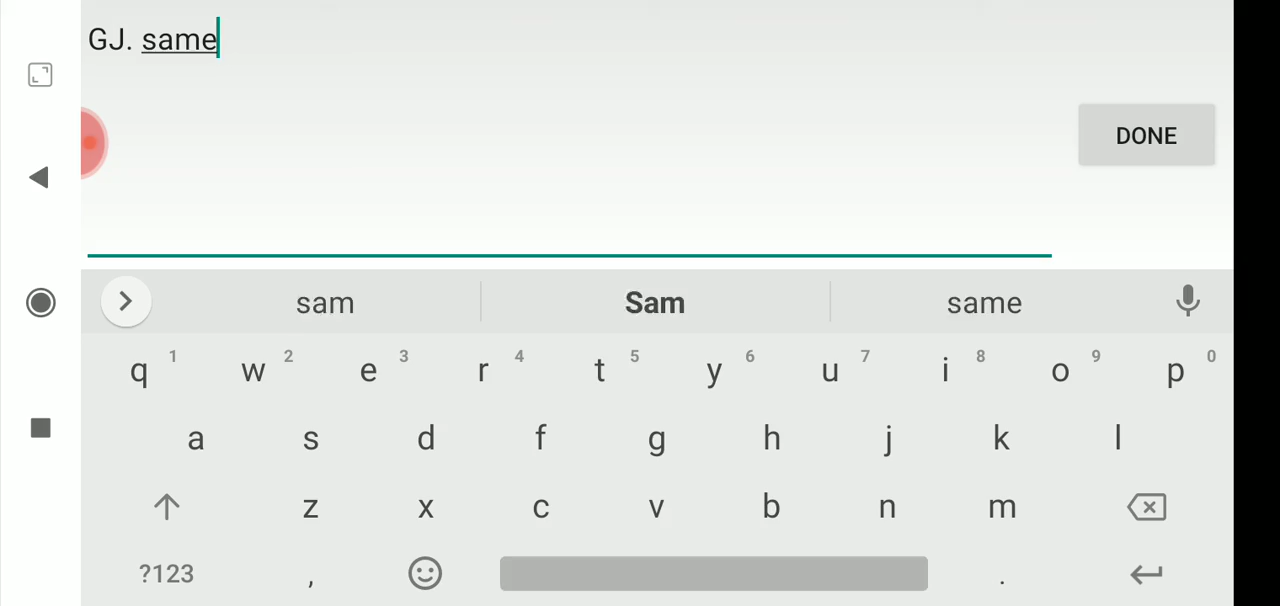 GJ. same
DONE
sam Sam same
q 1 w 2 e 3 r 4 t 5 y 6 u 7 i 8 o 9 p 0
a s d f g h j k l
z x c v b n m
?123 , .